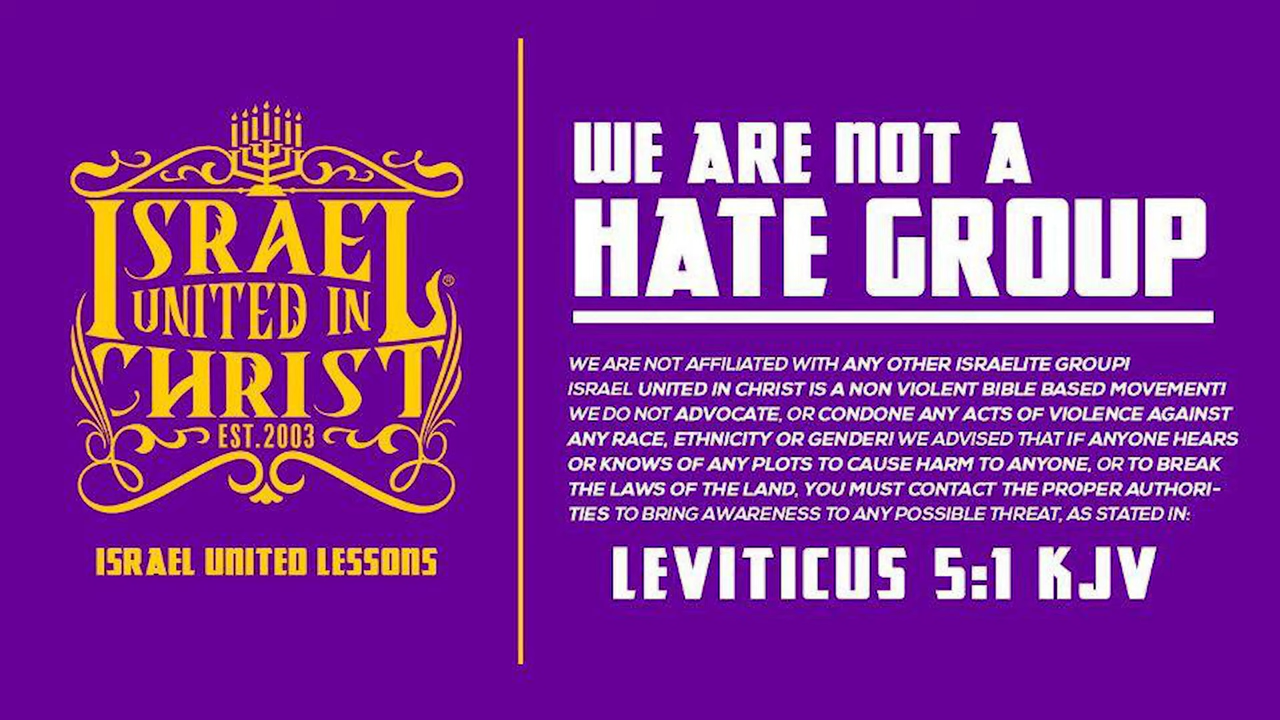 ISRAEL
UNITED IN
CHRIST
®
EST.2003
ISRAEL UNITED LESSONS
WE ARE NOT A
HATE GROUP
WE ARE NOT AFFILIATED WITH ANY OTHER ISRAELITE GROUP!
ISRAEL UNITED IN CHRIST IS A NON VIOLENT BIBLE BASED MOVEMENT!
WE DO NOT ADVOCATE, OR CONDONE ANY ACTS OF VIOLENCE AGAINST
ANY RACE, ETHNICITY OR GENDER! WE ADVISED THAT IF ANYONE HEARS
OR KNOWS OF ANY PLOTS TO CAUSE HARM TO ANYONE, OR TO BREAK
THE LAWS OF THE LAND, YOU MUST CONTACT THE PROPER AUTHORI-
TIES TO BRING AWARENESS TO ANY POSSIBLE THREAT, AS STATED IN:
LEVITICUS 5:1 KJV